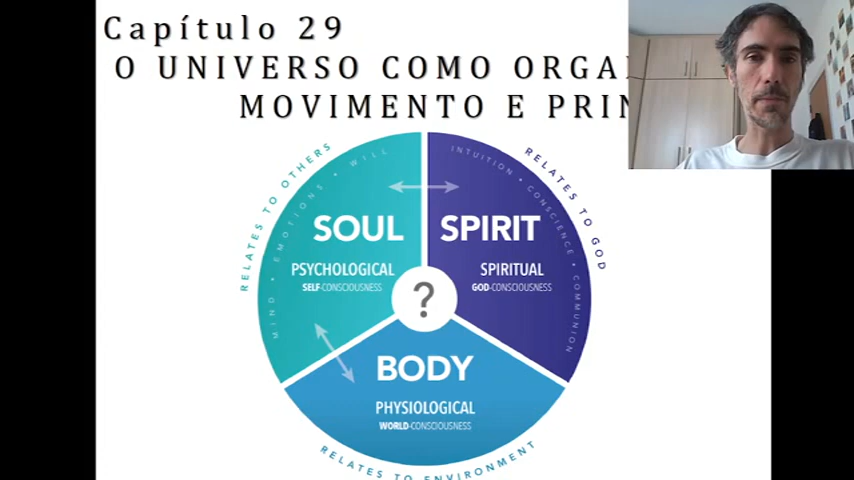 Capítulo 29
O UNIVERSO COMO ORGA
MOVIMENTO E PRIN
RELATES TO OTHERS
RELATES TO GOD
MIND • EMOTIONS • WILL
INTUITION • CONSCIENCE • COMMUNION
SOUL
SPIRIT
PSYCHOLOGICAL
SELF-CONSCIOUSNESS
SPIRITUAL
GOD-CONSCIOUSNESS
?
BODY
PHYSIOLOGICAL
WORLD-CONSCIOUSNESS
RELATES TO ENVIRONMENT